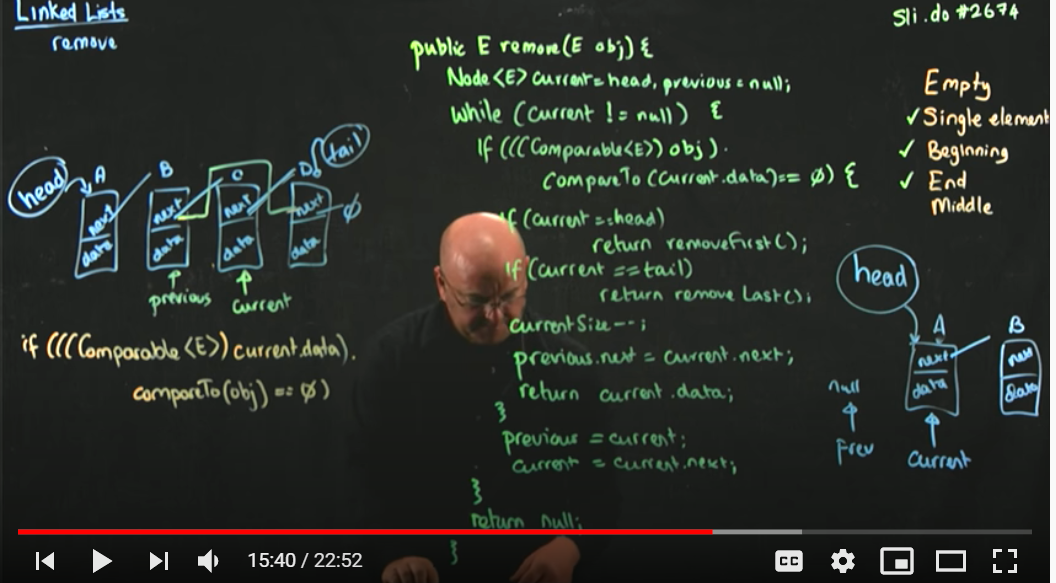 Linked Lists
remove
Sli.do #2674
public E remove(E obj) {
Node<E> current = head, previous = null;
while (current != null) {
If (((Comparable<E>) obj).
CompareTo (current.data) == Ø) {
if (current == head)
return removeFirst();
if (current == tail)
return removeLast();
currentSize--;
previous.next = current.next;
return current.data;
}
previous = current;
current = current.next;
}
return null;
}
Empty
✓ Single element
✓ Beginning
✓ End
Middle
head
A
B
C
D
tail
next
next
next
next
Ø
data
data
data
data
previous
current
if (((Comparable <E>) current.data).
compareTo(obj) == Ø)
head
A
B
next
next
data
data
null
Prev
Current
15:40 / 22:52
CC